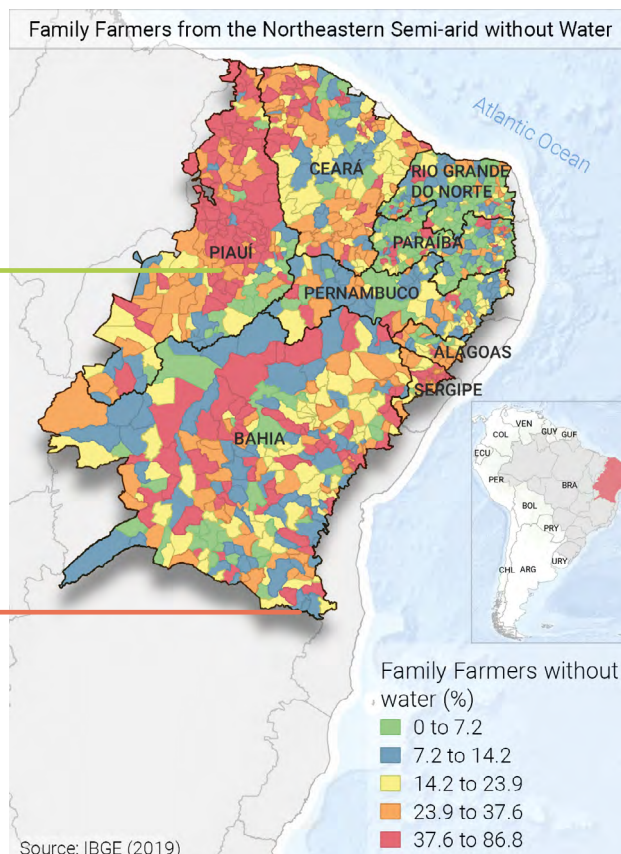 Family Farmers from the Northeastern Semi-arid without Water
Atlantic Ocean
CEARÁ
RIO GRANDE
DO NORTE
PARAÍBA
PIAUÍ
PERNAMBUCO
ALAGOAS
SERGIPE
BAHIA
VEN
COL
GUY
GUF
ECU
PER
BRA
BOL
PRY
CHL
ARG
URY
Family Farmers without
water (%)
0 to 7.2
7.2 to 14.2
14.2 to 23.9
23.9 to 37.6
37.6 to 86.8
Source: IBGE (2019)